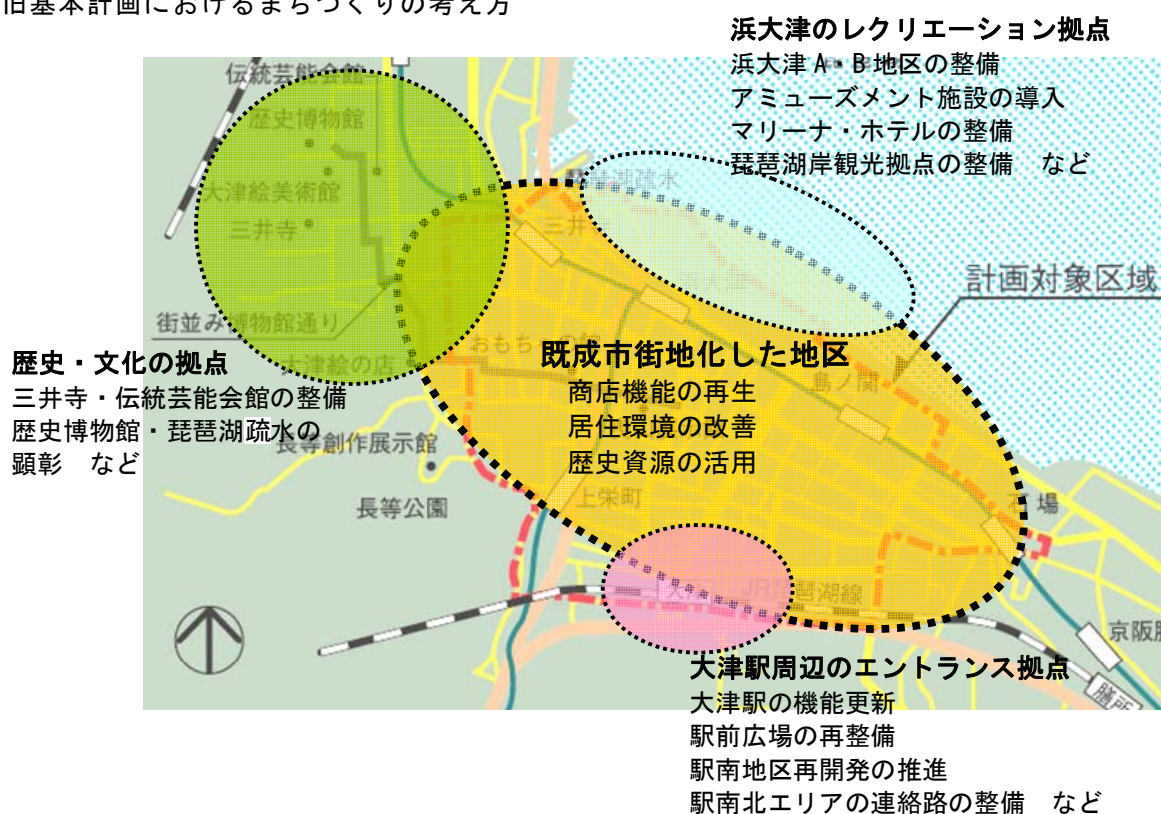 旧基本計画におけるまちづくりの考え方
浜大津のレクリエーション拠点
浜大津A・B地区の整備
アミューズメント施設の導入
マリーナ・ホテルの整備
琵琶湖岸観光拠点の整備　など
伝統芸能会館
歴史博物館
大津絵美術館
三井寺
琵琶湖疏水
三井
計画対象区域
街並み博物館通り
大津絵の店
おもちゃの館
歴史・文化の拠点
三井寺・伝統芸能会館の整備
歴史博物館・琵琶湖疏水の
顕彰　など
既成市街地化した地区
商店機能の再生
居住環境の改善
歴史資源の活用
島ノ関
長等創作展示館
長等公園
上栄町
石場
大津
JR琵琶湖線
京阪膳
膳所
大津駅周辺のエントランス拠点
大津駅の機能更新
駅前広場の再整備
駅南地区再開発の推進
駅南北エリアの連絡路の整備　など